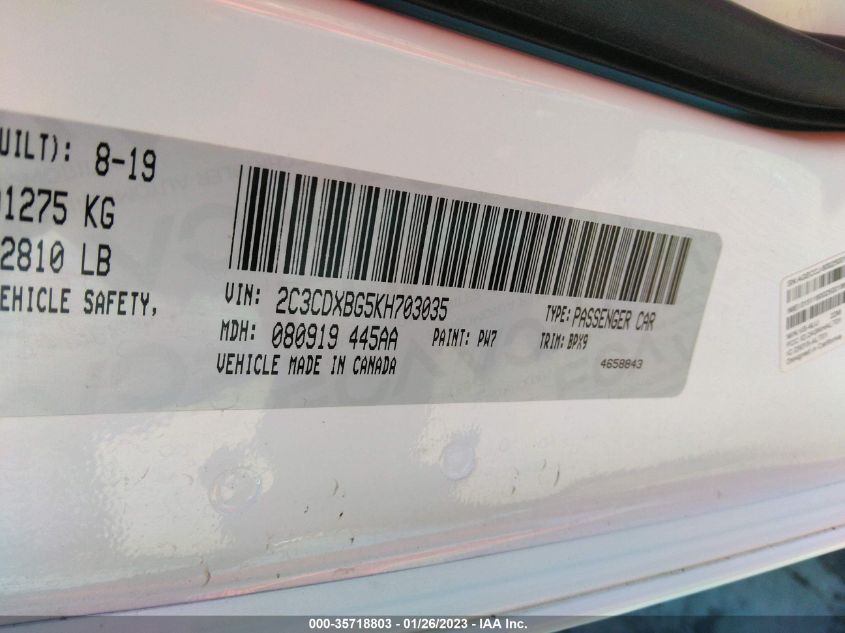 UILT): 8-19
1275 KG
2810 LB
EHICLE SAFETY,
VIN: 2C3CDXBG5KH703035
TYPE: PASSENGER CAR
MDH: 080919 445AA
PAINT: PW7
TRIM: BPX9
VEHICLE MADE IN CANADA
4658843
000-35718803 - 01/26/2023 - IAA Inc.